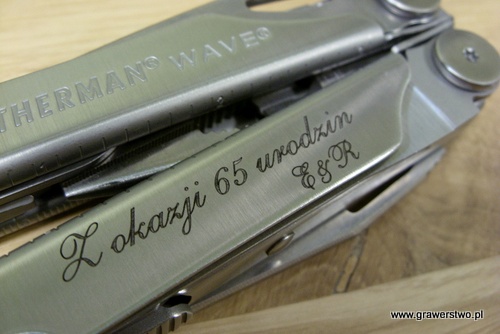 THERMAN® WAVE®
Z okazji 65 urodzin
E&R
www.grawerstwo.pl